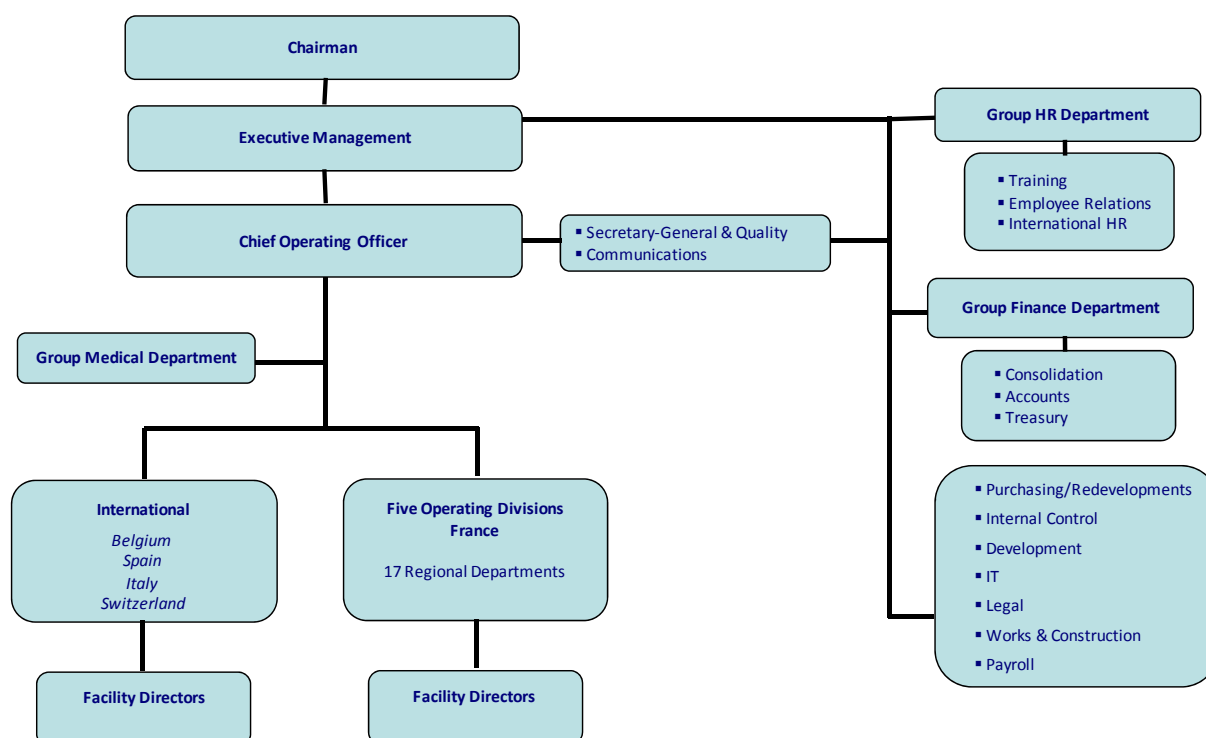 Chairman
Executive Management
Chief Operating Officer
▪ Secretary-General & Quality
▪ Communications
Group HR Department
▪ Training
▪ Employee Relations
▪ International HR
Group Finance Department
▪ Consolidation
▪ Accounts
▪ Treasury
▪ Purchasing/Redevelopments
▪ Internal Control
▪ Development
▪ IT
▪ Legal
▪ Works & Construction
▪ Payroll
Group Medical Department
International
Belgium
Spain
Italy
Switzerland
Five Operating Divisions
France
17 Regional Departments
Facility Directors
Facility Directors